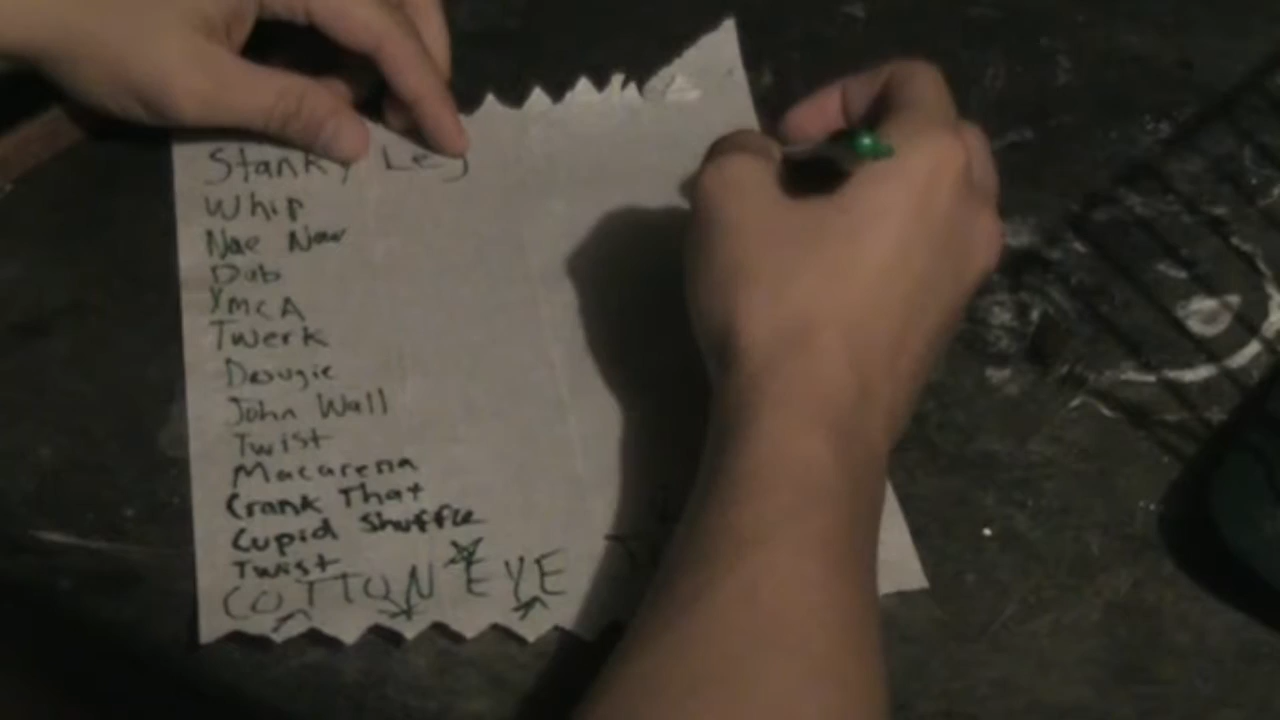 Stanky Leg
Whip
Nae Nae
Dab
YMCA
Twerk
Dougie
John Wall
Twist
Macarena
Crank That
Cupid Shuffle
Twist
COTTON EYE